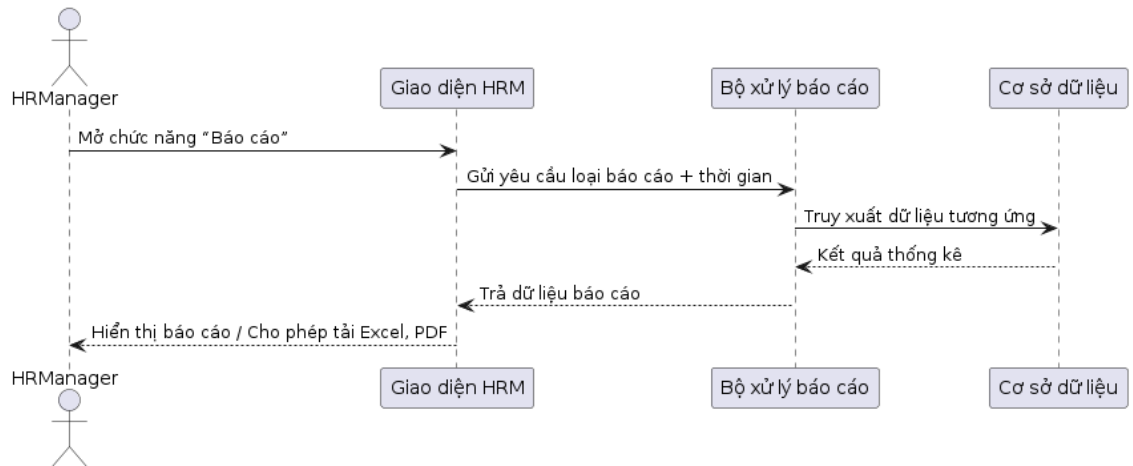 HRManager
Giao diện HRM
Bộ xử lý báo cáo
Cơ sở dữ liệu
Mở chức năng “Báo cáo”
Gửi yêu cầu loại báo cáo + thời gian
Truy xuất dữ liệu tương ứng
Kết quả thống kê
Trả dữ liệu báo cáo
Hiển thị báo cáo / Cho phép tải Excel, PDF
HRManager
Giao diện HRM
Bộ xử lý báo cáo
Cơ sở dữ liệu